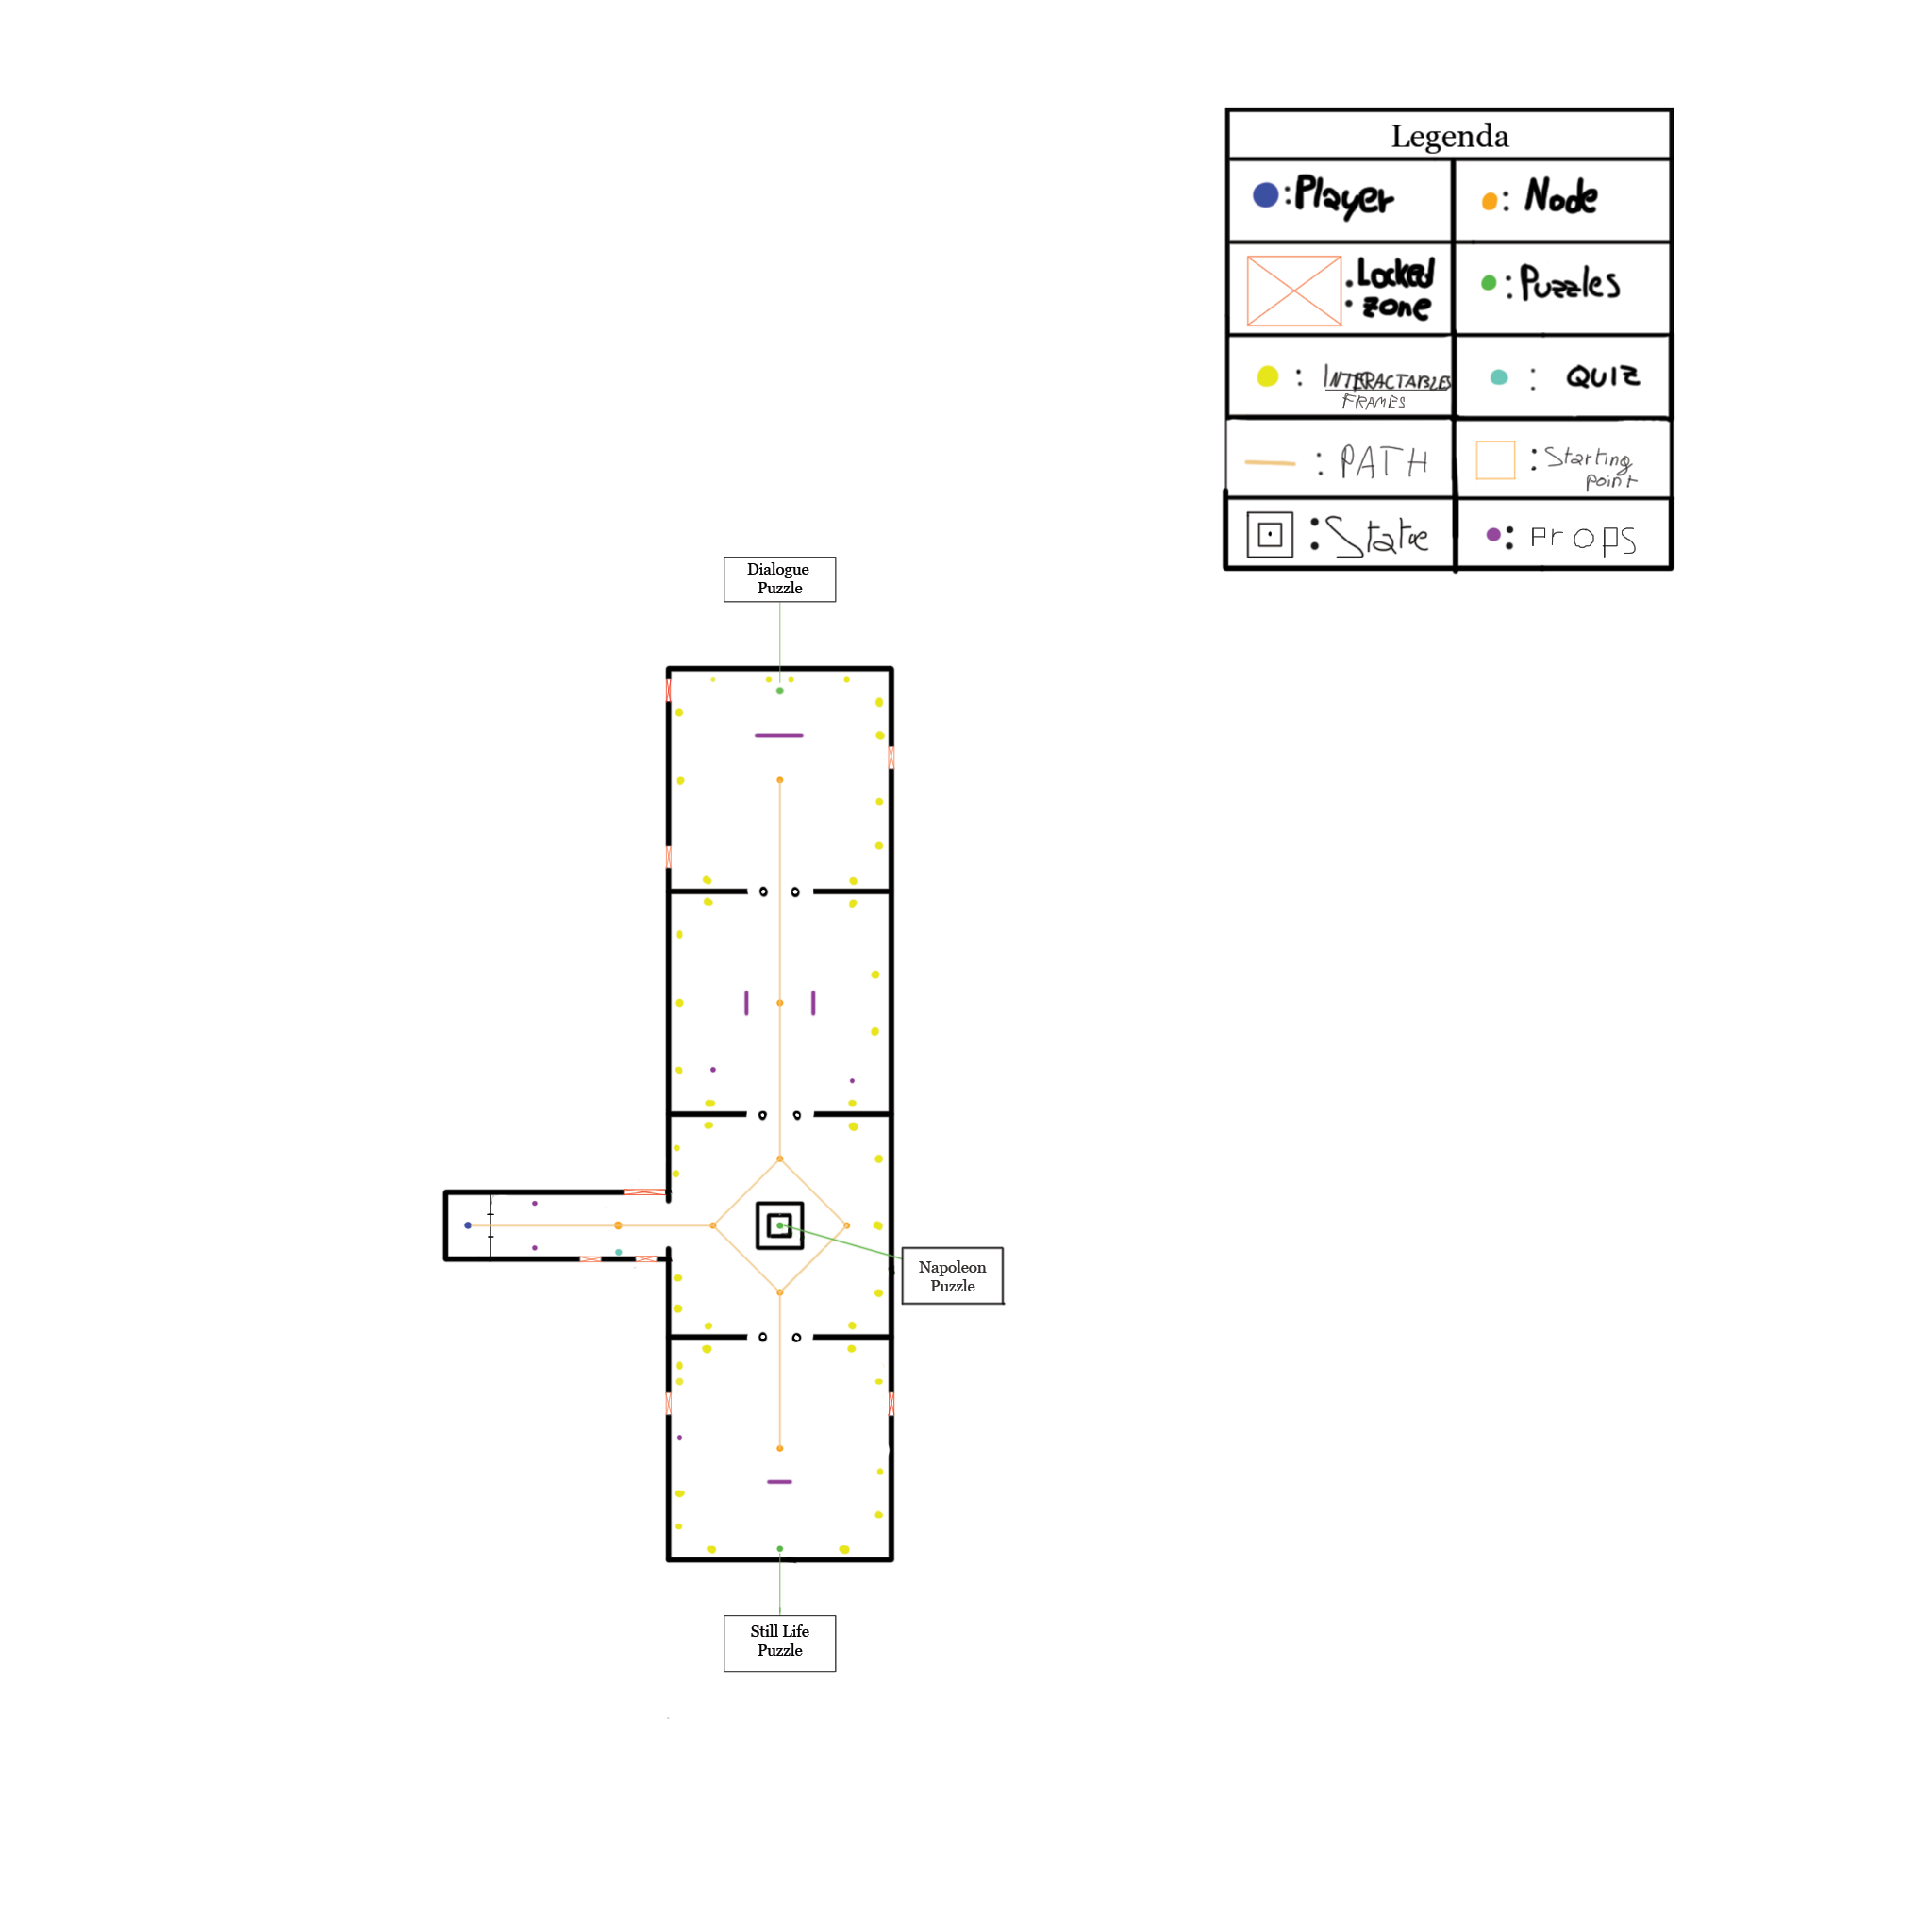 Legenda
:Player
: Node
: Locked
zone
: Puzzles
: INTERACTABLES
FRAMES
: QUIZ
: PATH
: Starting
point
: Statue
: Props
Dialogue
Puzzle
Napoleon
Puzzle
Still Life
Puzzle